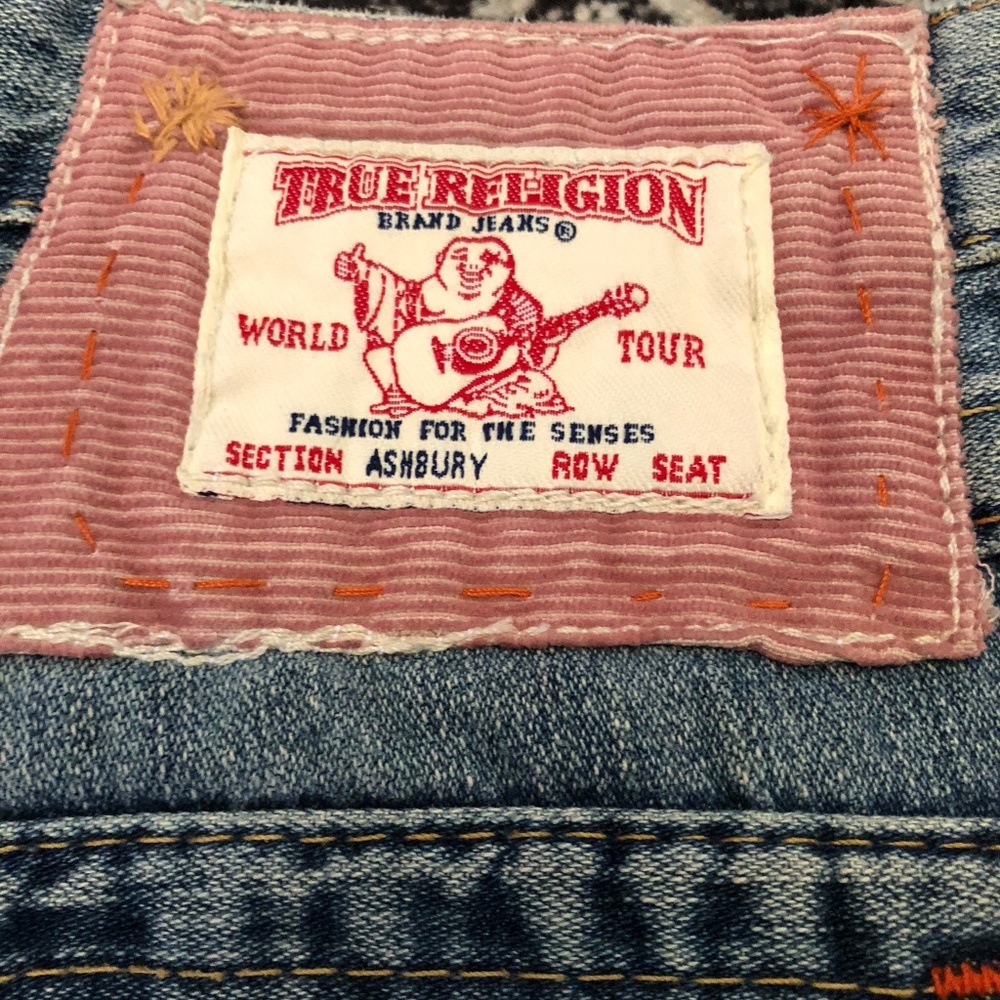 TRUE RELIGION
BRAND JEANS®
WORLD TOUR
FASHION FOR THE SENSES
SECTION ASHBURY ROW SEAT